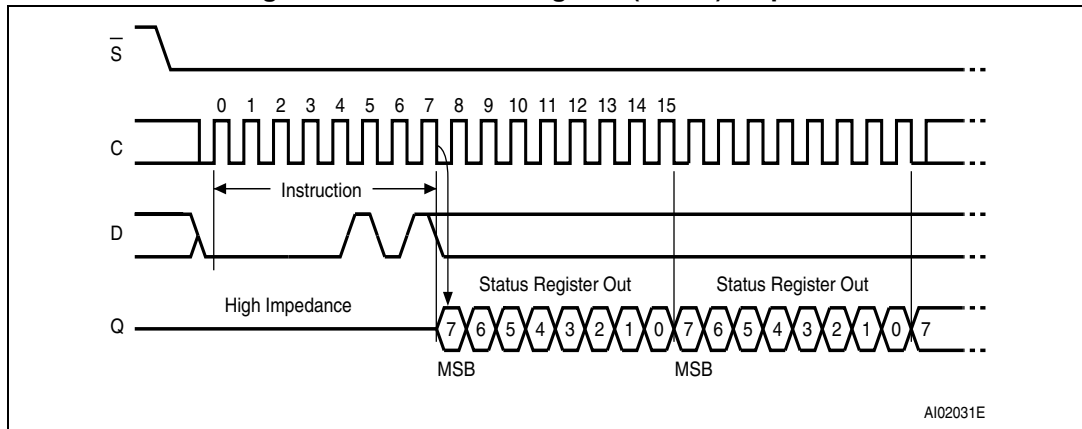 S
0 1 2 3 4 5 6 7 8 9 10 11 12 13 14 15
C
Instruction
D
Status Register Out Status Register Out
High Impedance
Q 7 6 5 4 3 2 1 0 7 6 5 4 3 2 1 0 7
MSB MSB
AI02031E